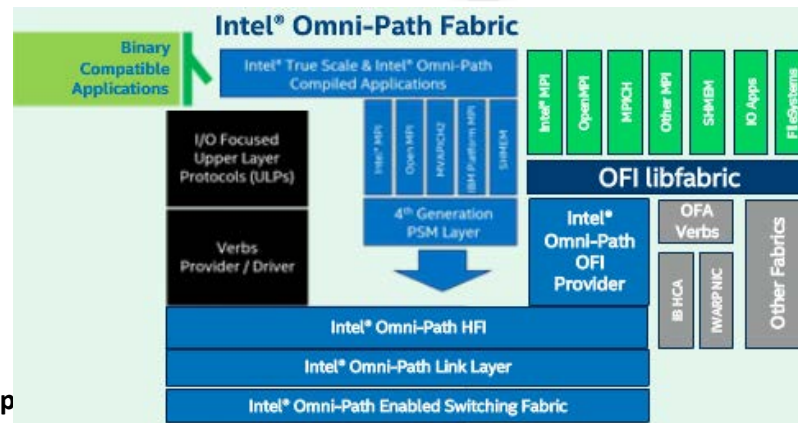 Intel® Omni-Path Fabric
Binary
Compatible
Applications
Intel® True Scale & Intel® Omni-Path
Compiled Applications
Intel® MPI
Open MPI
MVAPICH2
IBM Platform MPI
SHMEM
Intel® MPI
OpenMPI
MPICH
Other MPI
SHMEM
IO Apps
FileSystems
I/O Focused
Upper Layer
Protocols (ULPs)
OFI libfabric
4th Generation
PSM Layer
Verbs
Provider / Driver
Intel®
Omni-Path
OFI
Provider
OFA
Verbs
IB HCA
IWARP NIC
Other Fabrics
Intel® Omni-Path HFI
Intel® Omni-Path Link Layer
Intel® Omni-Path Enabled Switching Fabric
p